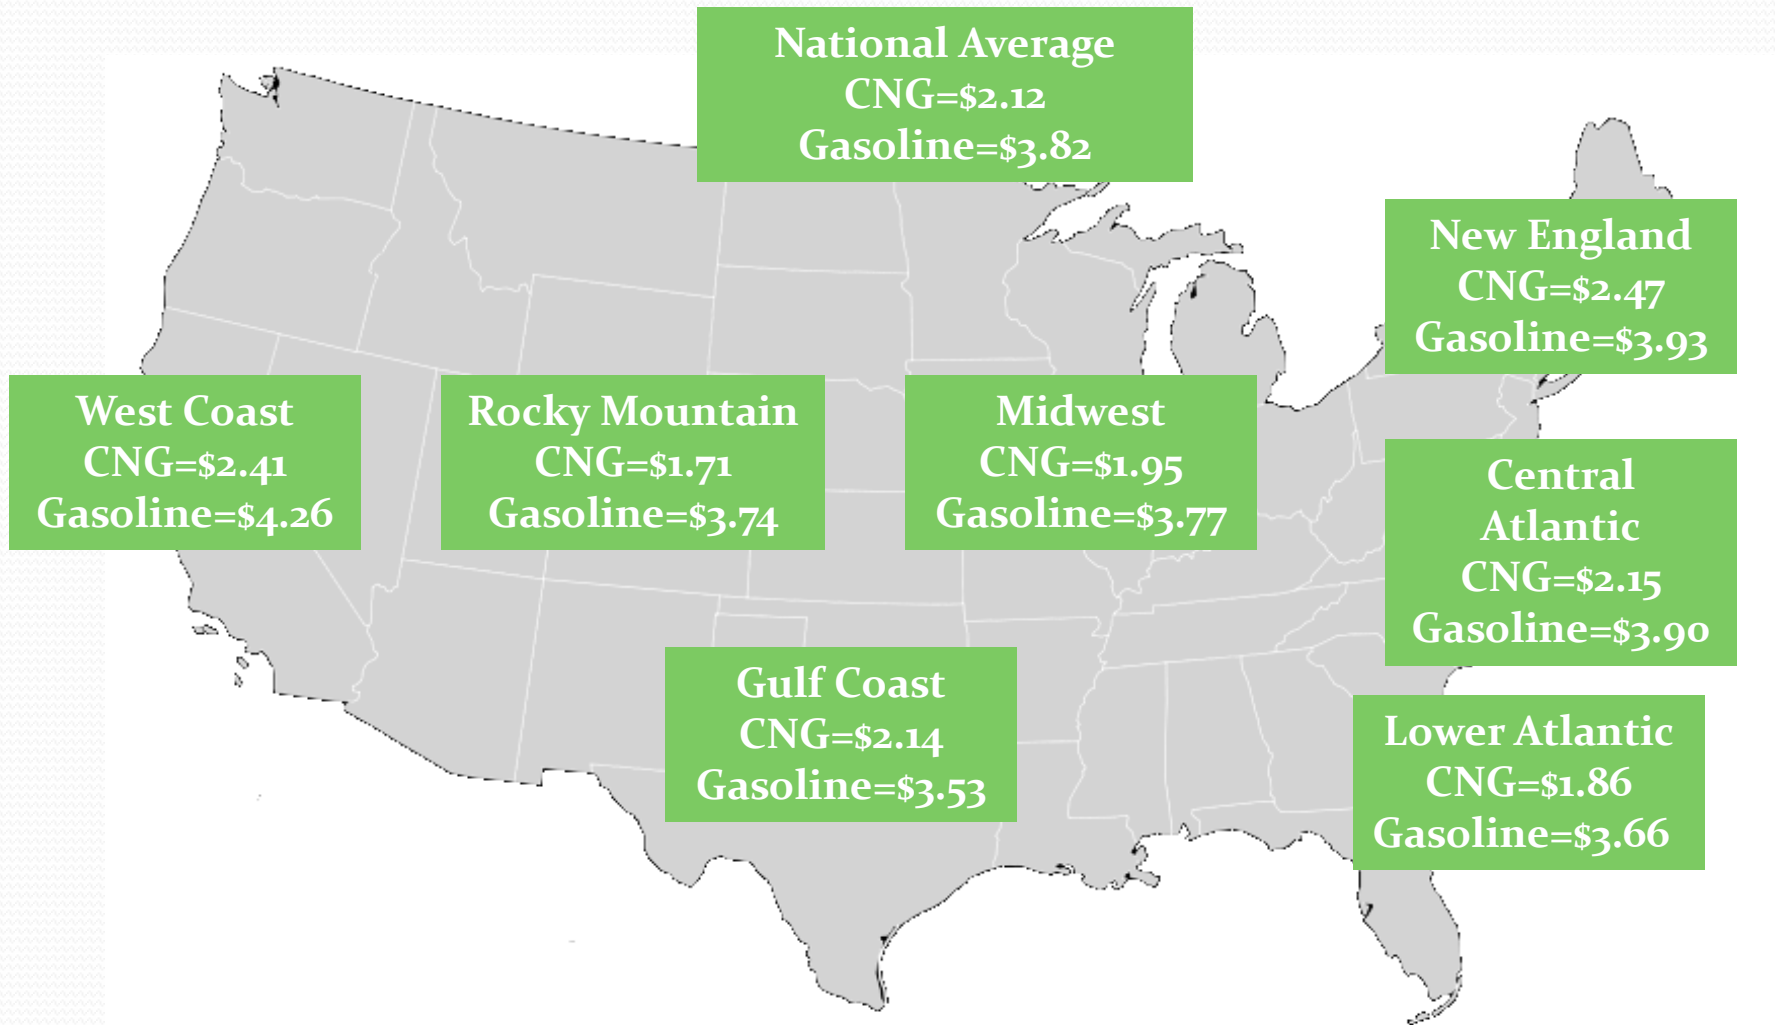 National Average
CNG=$2.12
Gasoline=$3.82
New England
CNG=$2.47
Gasoline=$3.93
West Coast
CNG=$2.41
Gasoline=$4.26
Rocky Mountain
CNG=$1.71
Gasoline=$3.74
Midwest
CNG=$1.95
Gasoline=$3.77
Central
Atlantic
CNG=$2.15
Gasoline=$3.90
Gulf Coast
CNG=$2.14
Gasoline=$3.53
Lower Atlantic
CNG=$1.86
Gasoline=$3.66